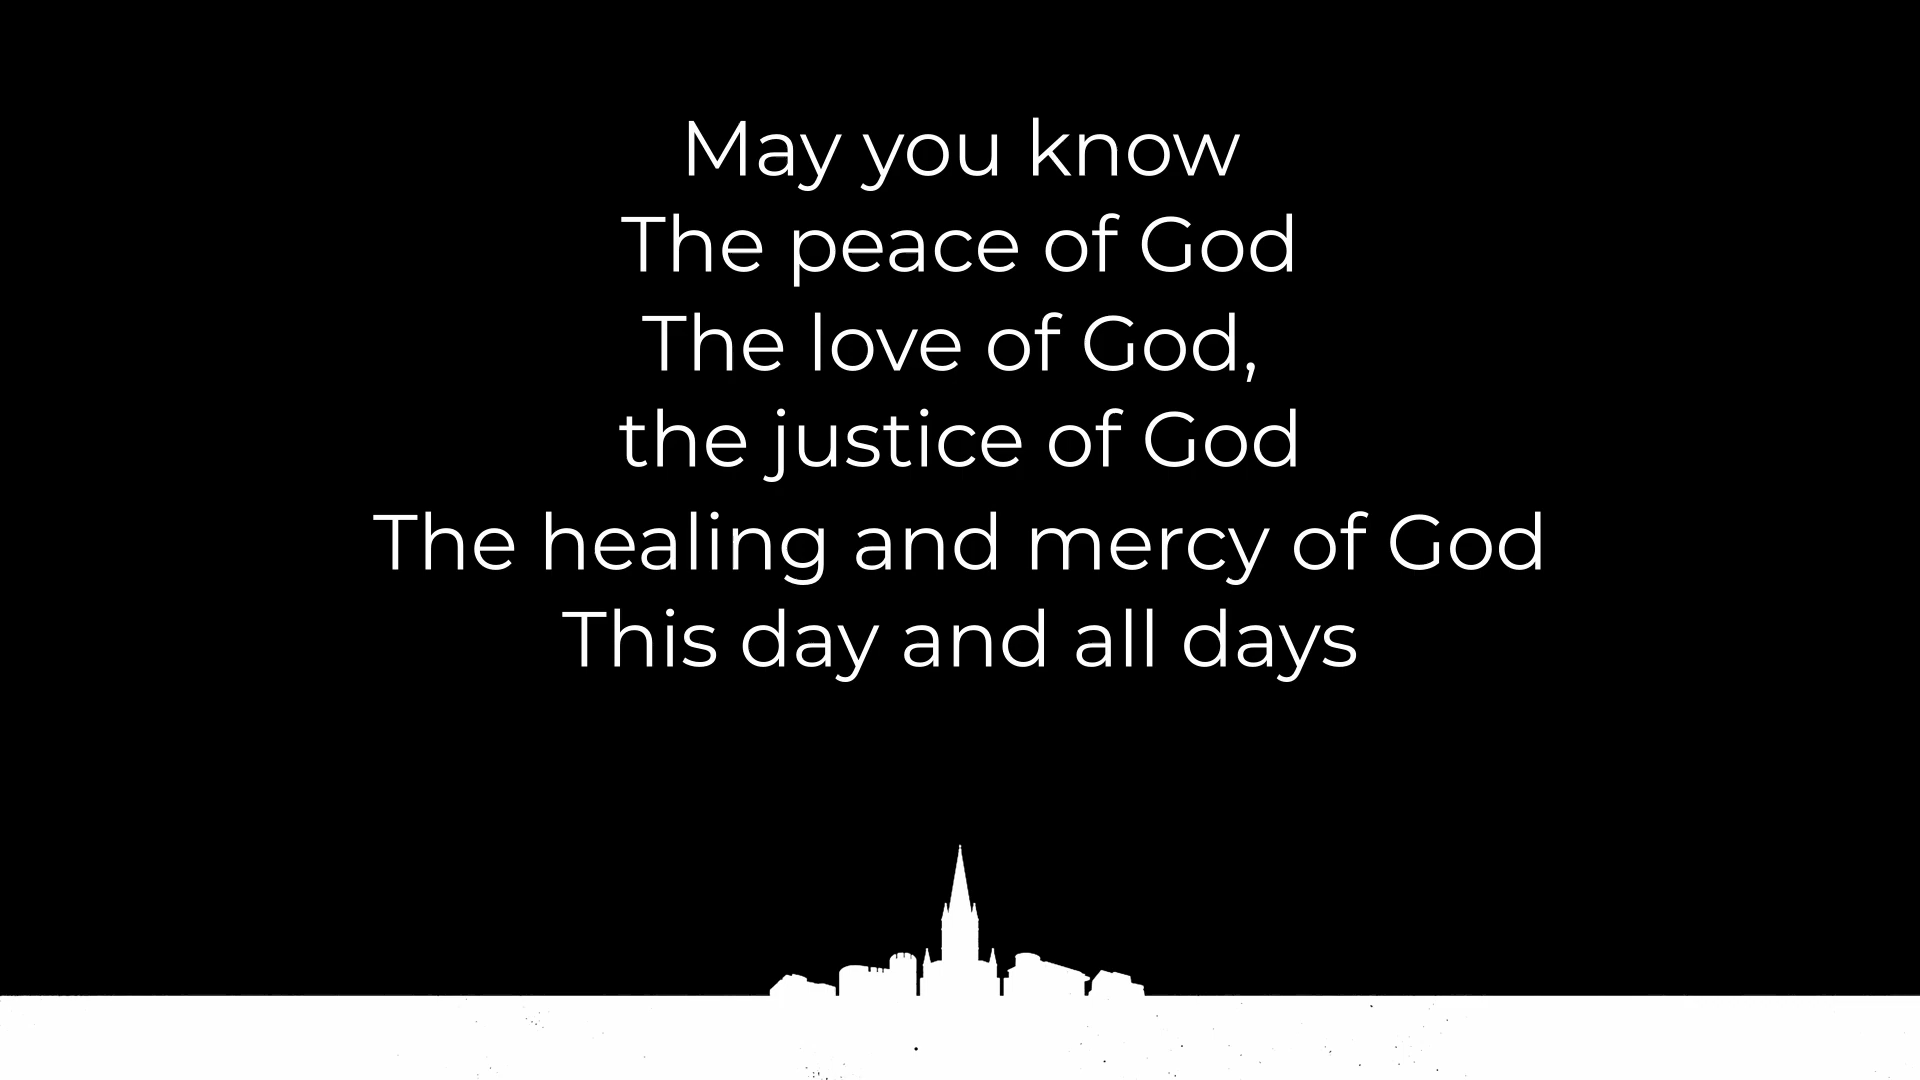 May you know
The peace of God
The love of God,
the justice of God
The healing and mercy of God
This day and all days